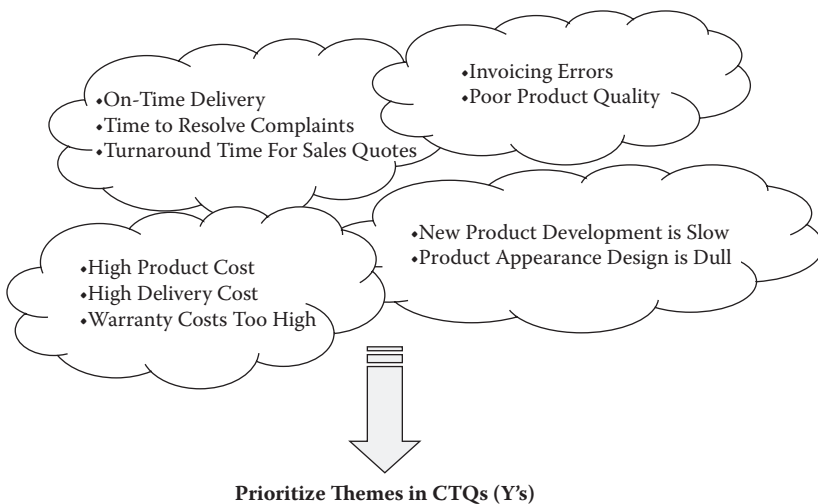 ⬥On-Time Delivery
⬥Time to Resolve Complaints
⬥Turnaround Time For Sales Quotes
⬥Invoicing Errors
⬥Poor Product Quality
⬥High Product Cost
⬥High Delivery Cost
⬥Warranty Costs Too High
⬥New Product Development is Slow
⬥Product Appearance Design is Dull
Prioritize Themes in CTQs (Y's)